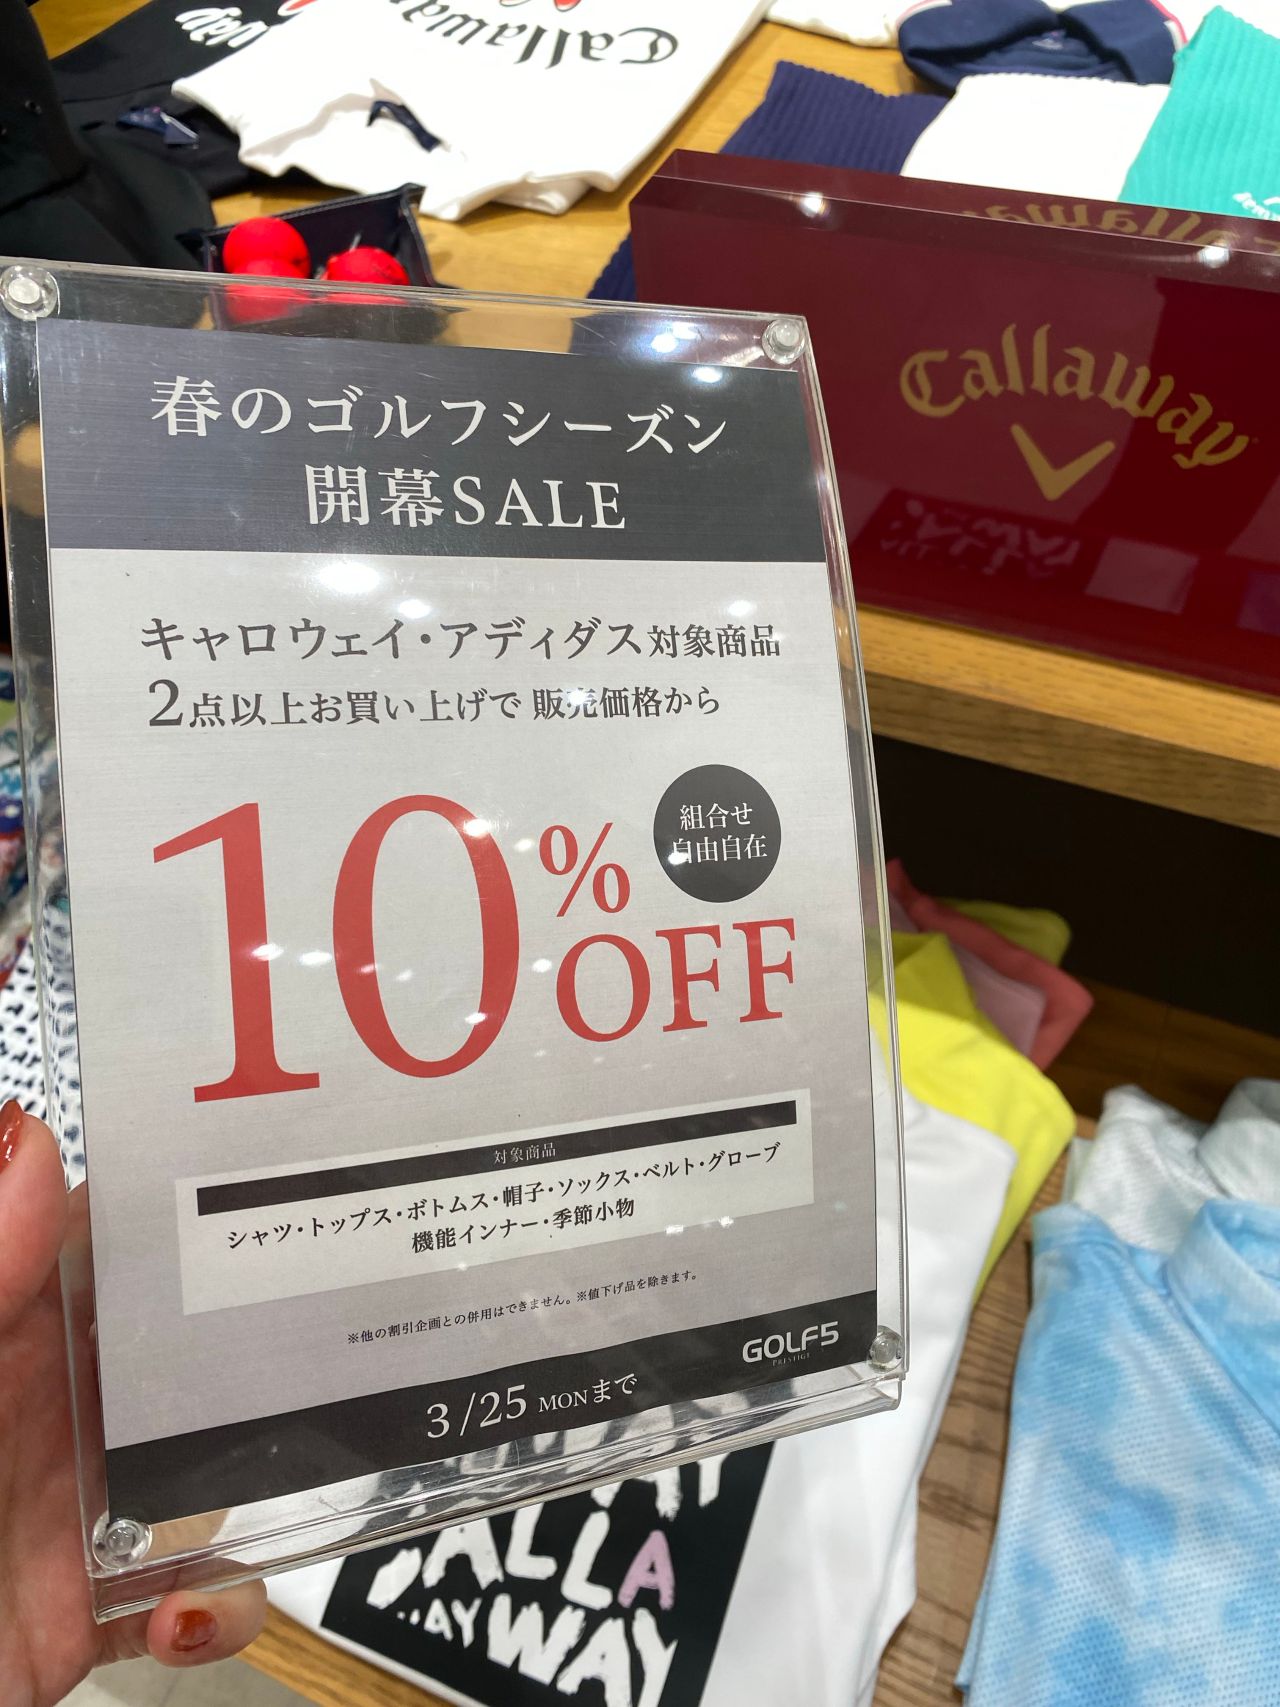 Callaway
Callaway
Callaway
春のゴルフシーズン
開幕SALE
キャロウェイ・アディダス対象商品
2点以上お買い上げで 販売価格から
10%OFF
組合せ
自由自在
対象商品
シャツ・トップス・ボトムス・帽子・ソックス・ベルト・グローブ
機能インナー・季節小物
※他の割引企画との併用はできません。※値下げ品を除きます。
GOLF5
PRESTIGE
3/25 MONまで
CALLA
WAY WAY